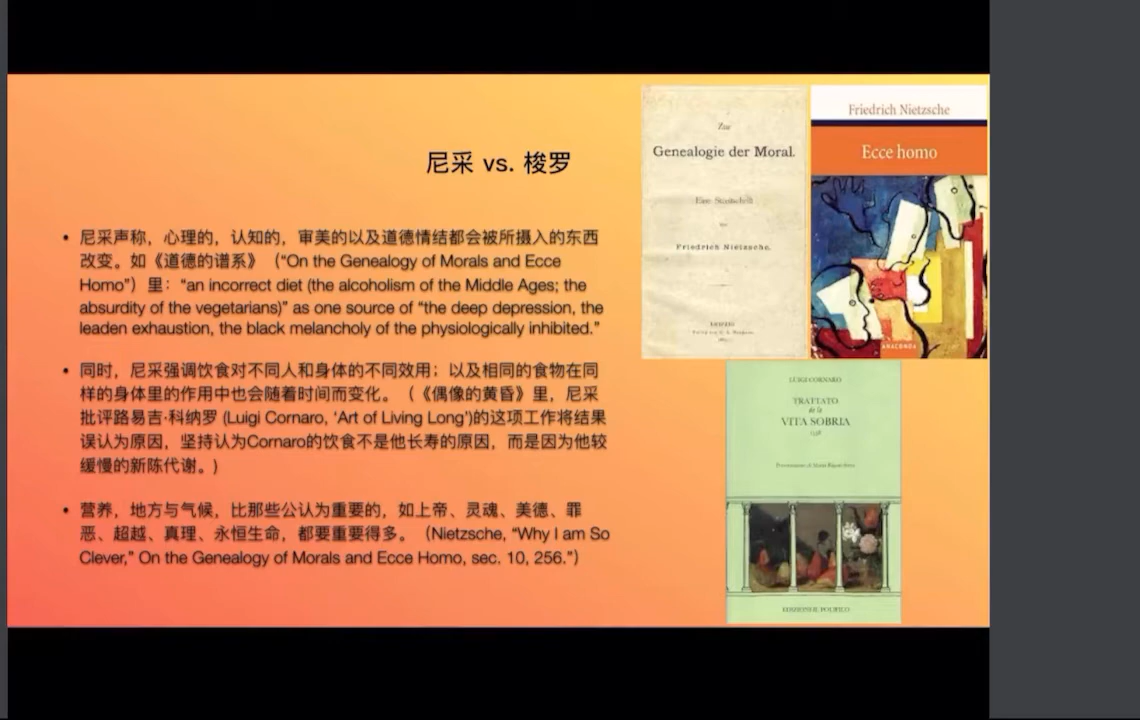 尼采 vs. 梭罗
• 尼采声称，心理的，认知的，审美的以及道德情结都会被所摄入的东西
改变。如《道德的谱系》（“On the Genealogy of Morals and Ecce
Homo”）里：“an incorrect diet (the alcoholism of the Middle Ages; the
absurdity of the vegetarians)” as one source of “the deep depression, the
leaden exhaustion, the black melancholy of the physiologically inhibited.”
• 同时，尼采强调饮食对不同人和身体的不同效用；以及相同的食物在同
样的身体里的作用中也会随着时间而变化。（《偶像的黄昏》里，尼采
批评路易吉·科纳罗 (Luigi Cornaro, ‘Art of Living Long’)的这项工作将结果
误认为原因，坚持认为Cornaro的饮食不是他长寿的原因，而是因为他较
缓慢的新陈代谢。)
• 营养，地方与气候，比那些公认为重要的，如上帝、灵魂、美德、罪
恶、超越、真理、永恒生命，都要重要得多。（Nietzsche, “Why I am So
Clever,” On the Genealogy of Morals and Ecce Homo, sec. 10, 256.”）
Zur
Genealogie der Moral.
Eine Streitschrift
von
Friedrich Nietzsche.
LEIPZIG
Friedrich Nietzsche
Ecce homo
ANACONDA
LUIGI CORNARO
TRATTATO
de la
VITA SOBRIA
1558
EDIZIONI IL POLIFILO